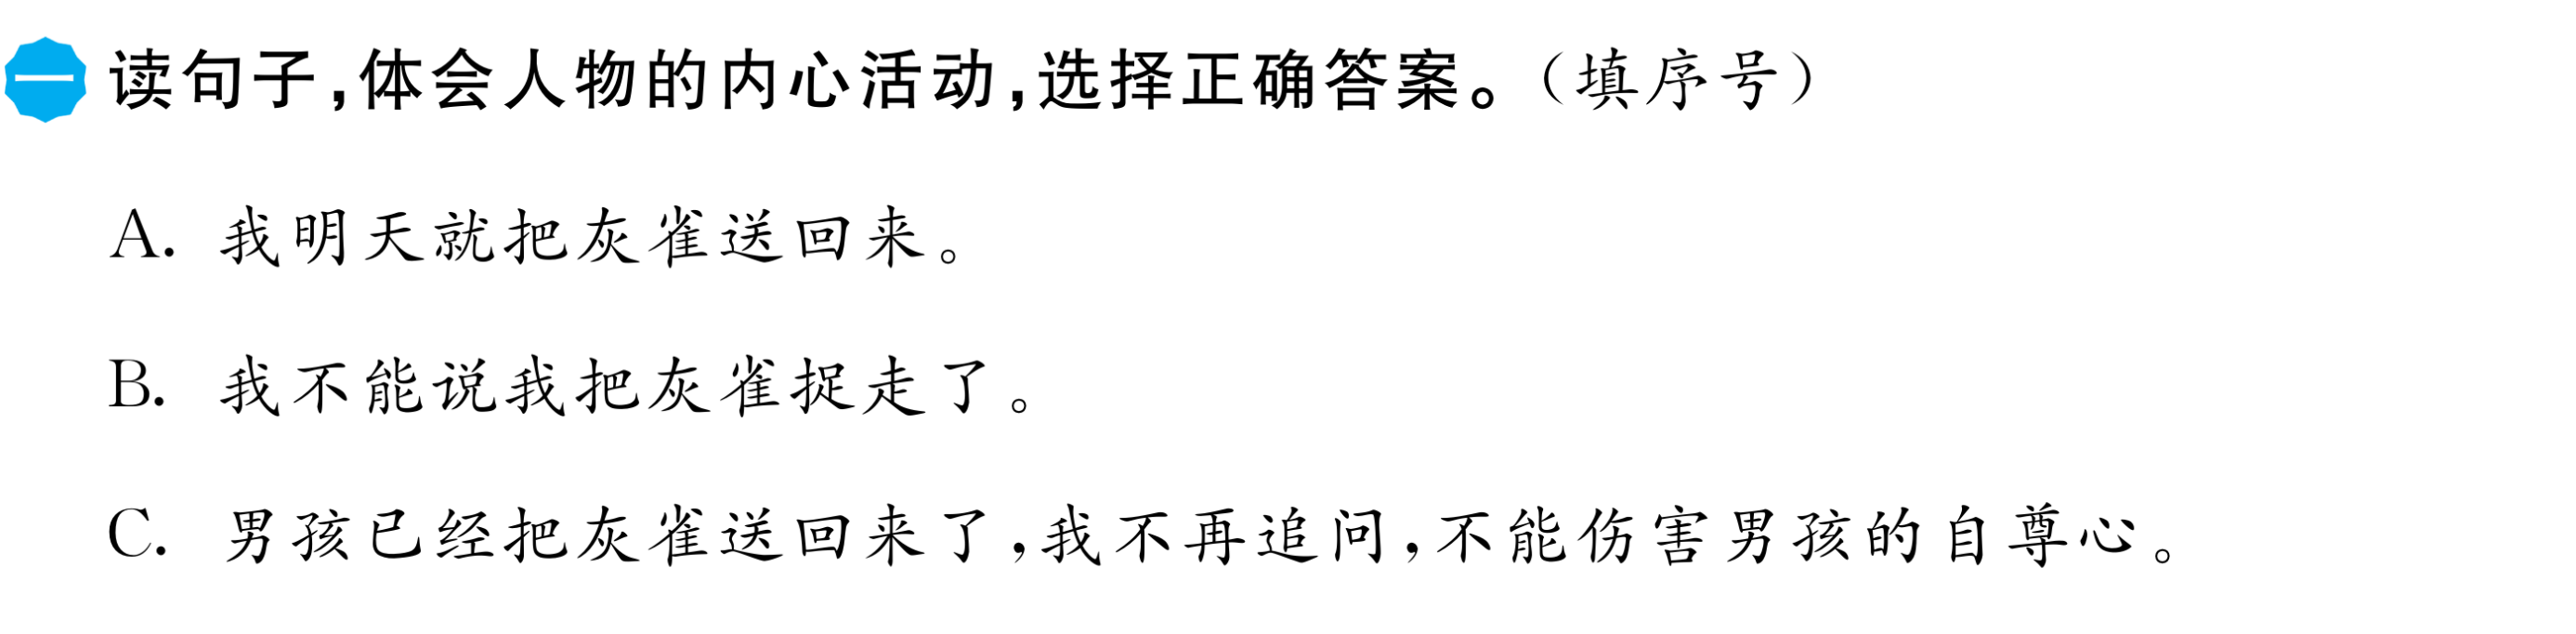 一 读句子,体会人物的内心活动,选择正确答案。(填序号)
A. 我明天就把灰雀送回来。
B. 我不能说我把灰雀捉走了。
C. 男孩已经把灰雀送回来了,我不再追问,不能伤害男孩的自尊心。